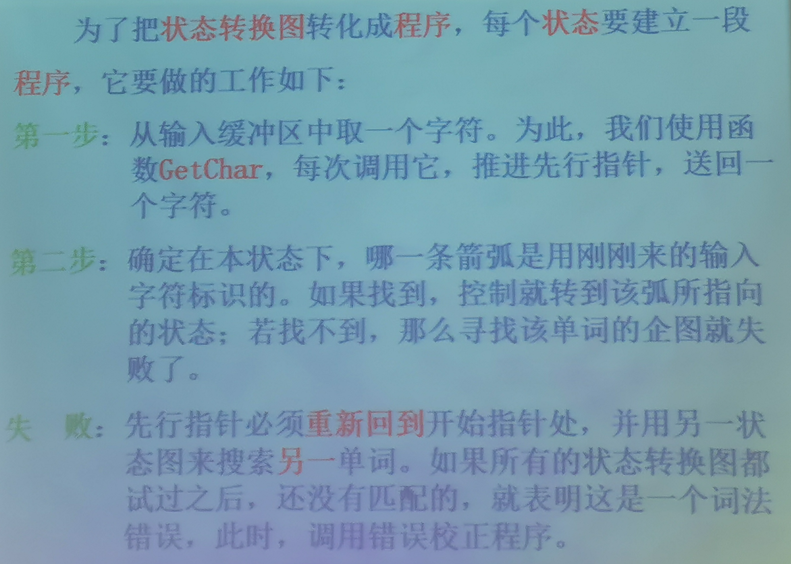 为了把状态转换图转化成程序，每个状态要建立一段
程序，它要做的工作如下：
第一步：从输入缓冲区中取一个字符。为此，我们使用函
数GetChar，每次调用它，推进先行指针，送回一
个字符。
第二步：确定在本状态下，哪一条箭弧是用刚刚来的输入
字符标识的。如果找到，控制就转到该弧所指向
的状态；若找不到，那么寻找该单词的企图就失
败了。
失 败：先行指针必须重新回到开始指针处，并用另一状
态图来搜索另一单词。如果所有的状态转换图都
试过之后，还没有匹配的，就表明这是一个词法
错误，此时，调用错误校正程序。